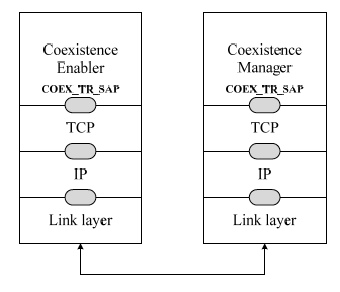 Coexistence
Enabler
COEX_TR_SAP
TCP
IP
Link layer
Coexistence
Manager
COEX_TR_SAP
TCP
IP
Link layer